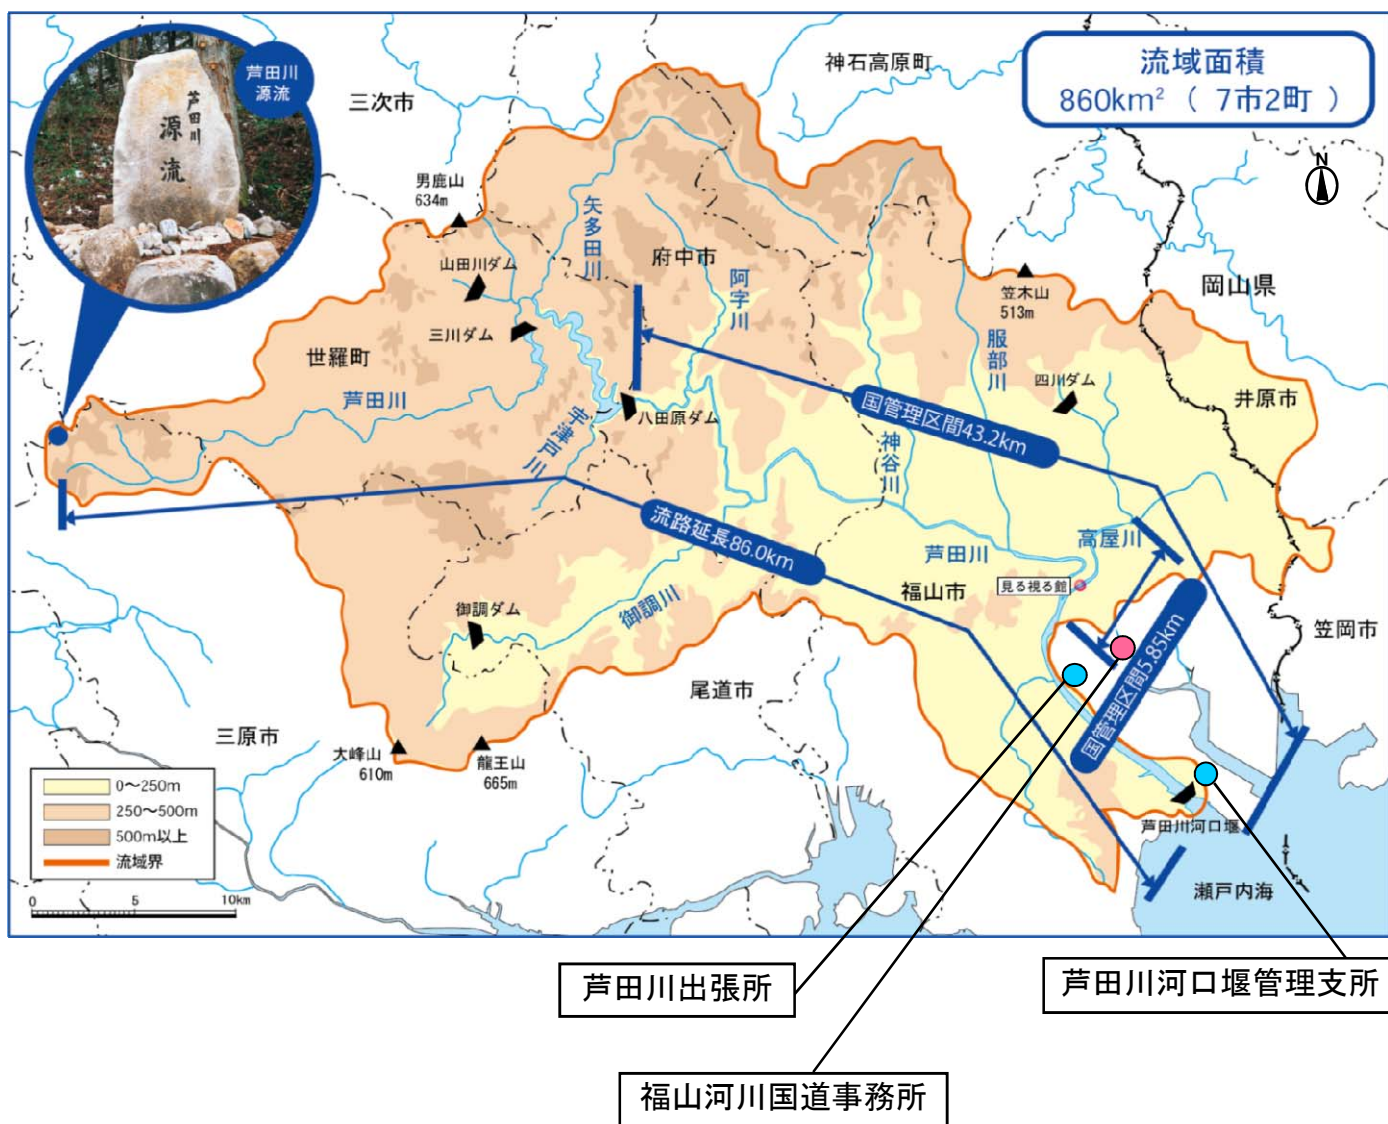 芦田川
源流
芦田川
源流
三次市
神石高原町
流域面積
860km²（ 7市2町 ）
N
男鹿山
634m
矢多田川
府中市
山田川ダム
阿字川
笠木山
513m
岡山県
三川ダム
服部川
世羅町
芦田川
四川ダム
井原市
八田原ダム
国管理区間43.2km
宇津戸川
神谷川
流路延長86.0km
芦田川
高屋川
福山市
見る視る館
御調ダム
御調川
国管理区間5.85km
笠岡市
尾道市
三原市
大峰山
610m
龍王山
665m
0～250m
250～500m
500m以上
流域界
0 5 10km
芦田川河口堰
瀬戸内海
芦田川出張所
芦田川河口堰管理支所
福山河川国道事務所